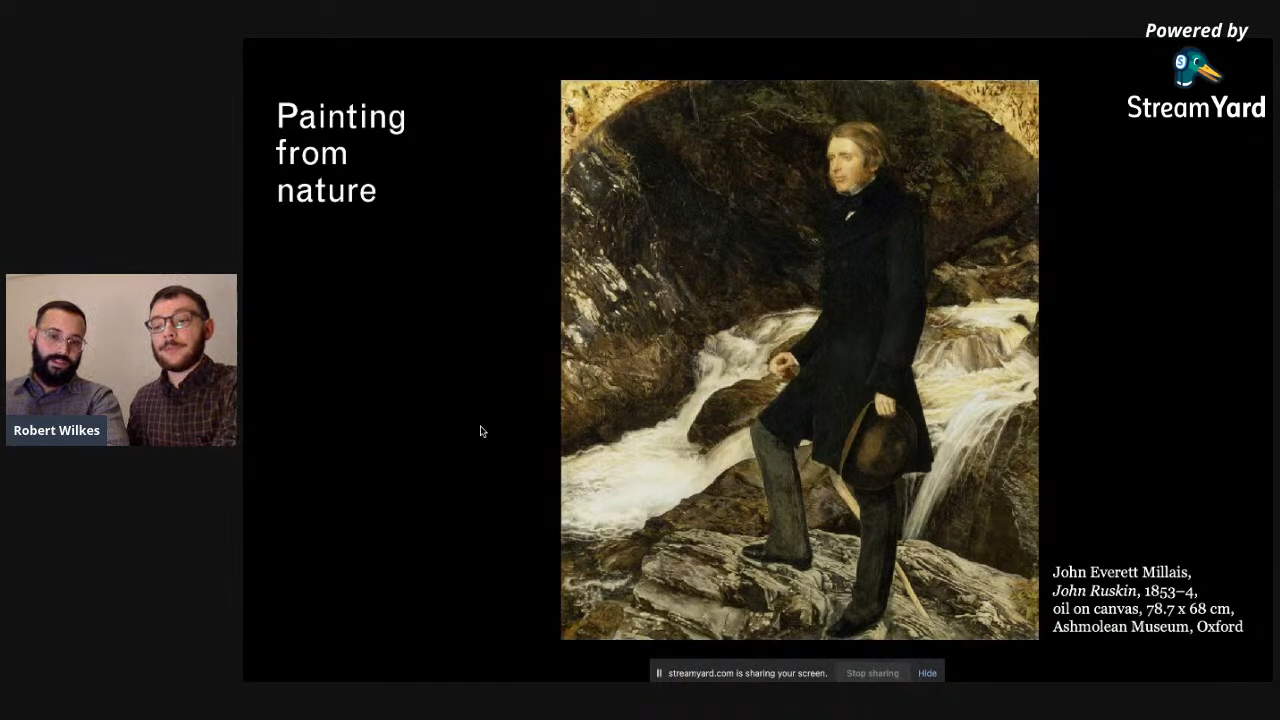 Powered by
StreamYard
Painting
from
nature
Robert Wilkes
John Everett Millais,
John Ruskin, 1853–4,
oil on canvas, 78.7 x 68 cm,
Ashmolean Museum, Oxford
streamyard.com is sharing your screen. Stop sharing Hide